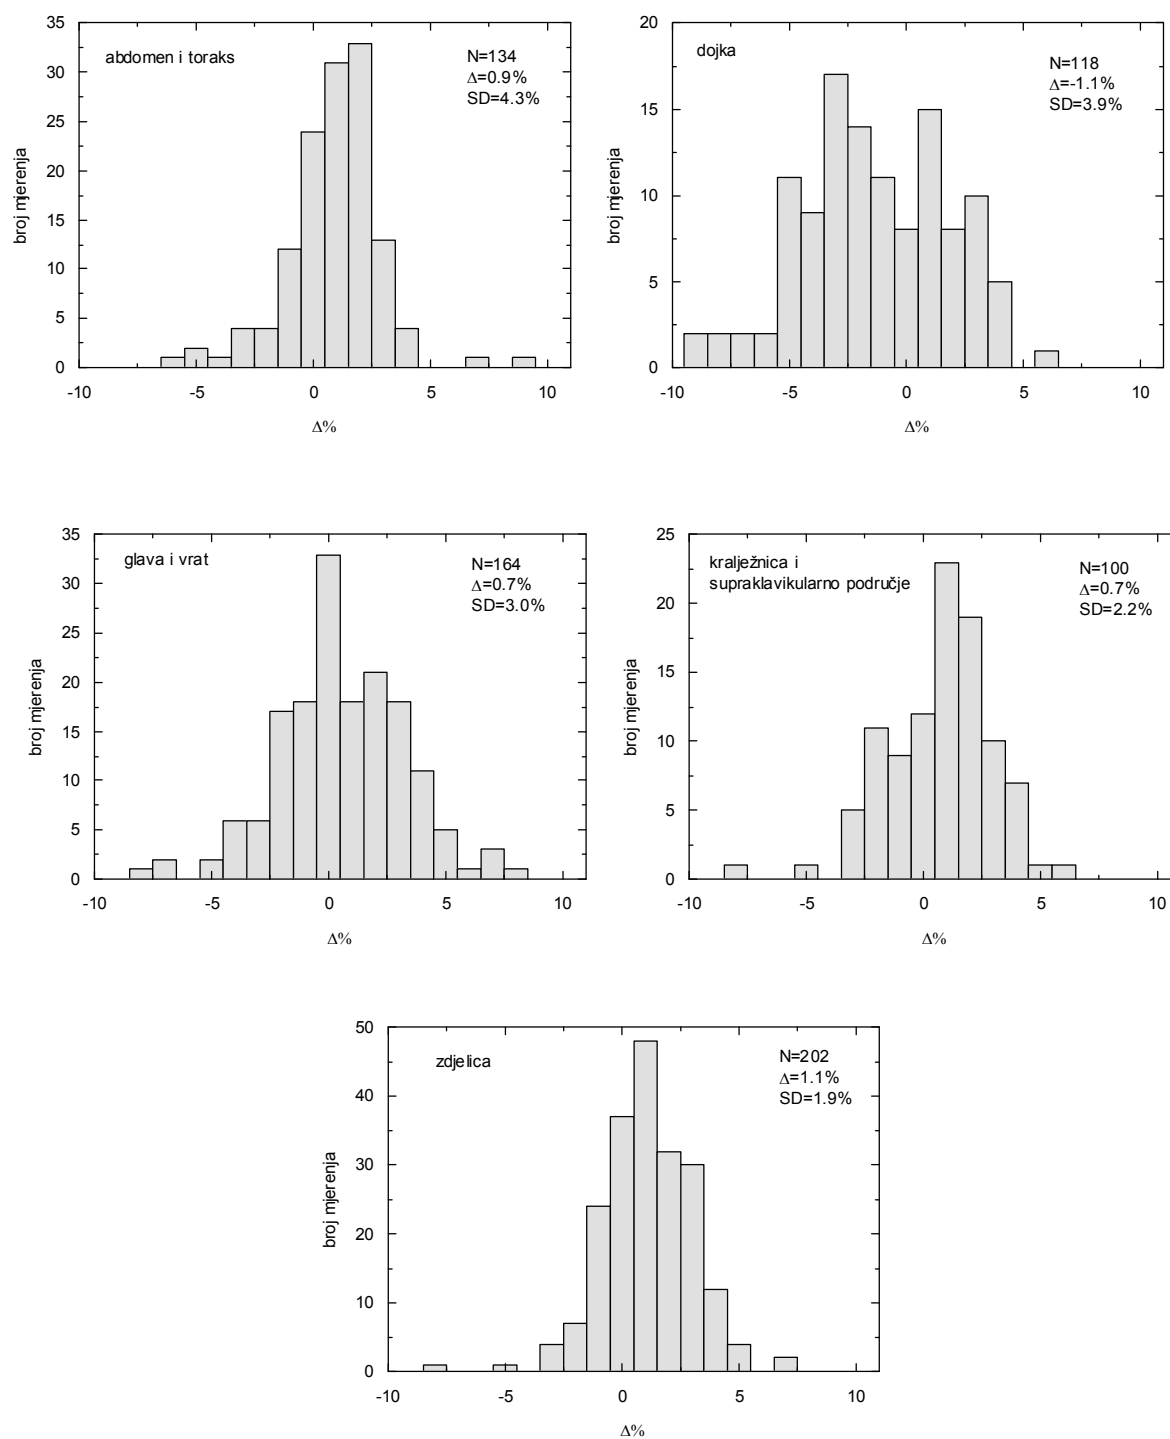 abdomen i toraks
N=134
Δ=0.9%
SD=4.3%
broj mjerenja
35
30
25
20
15
10
5
0
-10
-5
0
5
10
Δ%
dojka
N=118
Δ=-1.1%
SD=3.9%
broj mjerenja
20
15
10
5
0
-10
-5
0
5
10
Δ%
glava i vrat
N=164
Δ=0.7%
SD=3.0%
broj mjerenja
35
30
25
20
15
10
5
0
-10
-5
0
5
10
Δ%
kralježnica i
supraklavikularno područje
N=100
Δ=0.7%
SD=2.2%
broj mjerenja
25
20
15
10
5
0
-10
-5
0
5
10
Δ%
zdjelica
N=202
Δ=1.1%
SD=1.9%
broj mjerenja
50
40
30
20
10
0
-10
-5
0
5
10
Δ%